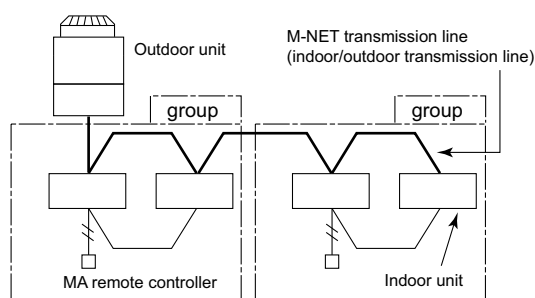 Outdoor unit
M-NET transmission line
(indoor/outdoor transmission line)
group
group
MA remote controller
Indoor unit